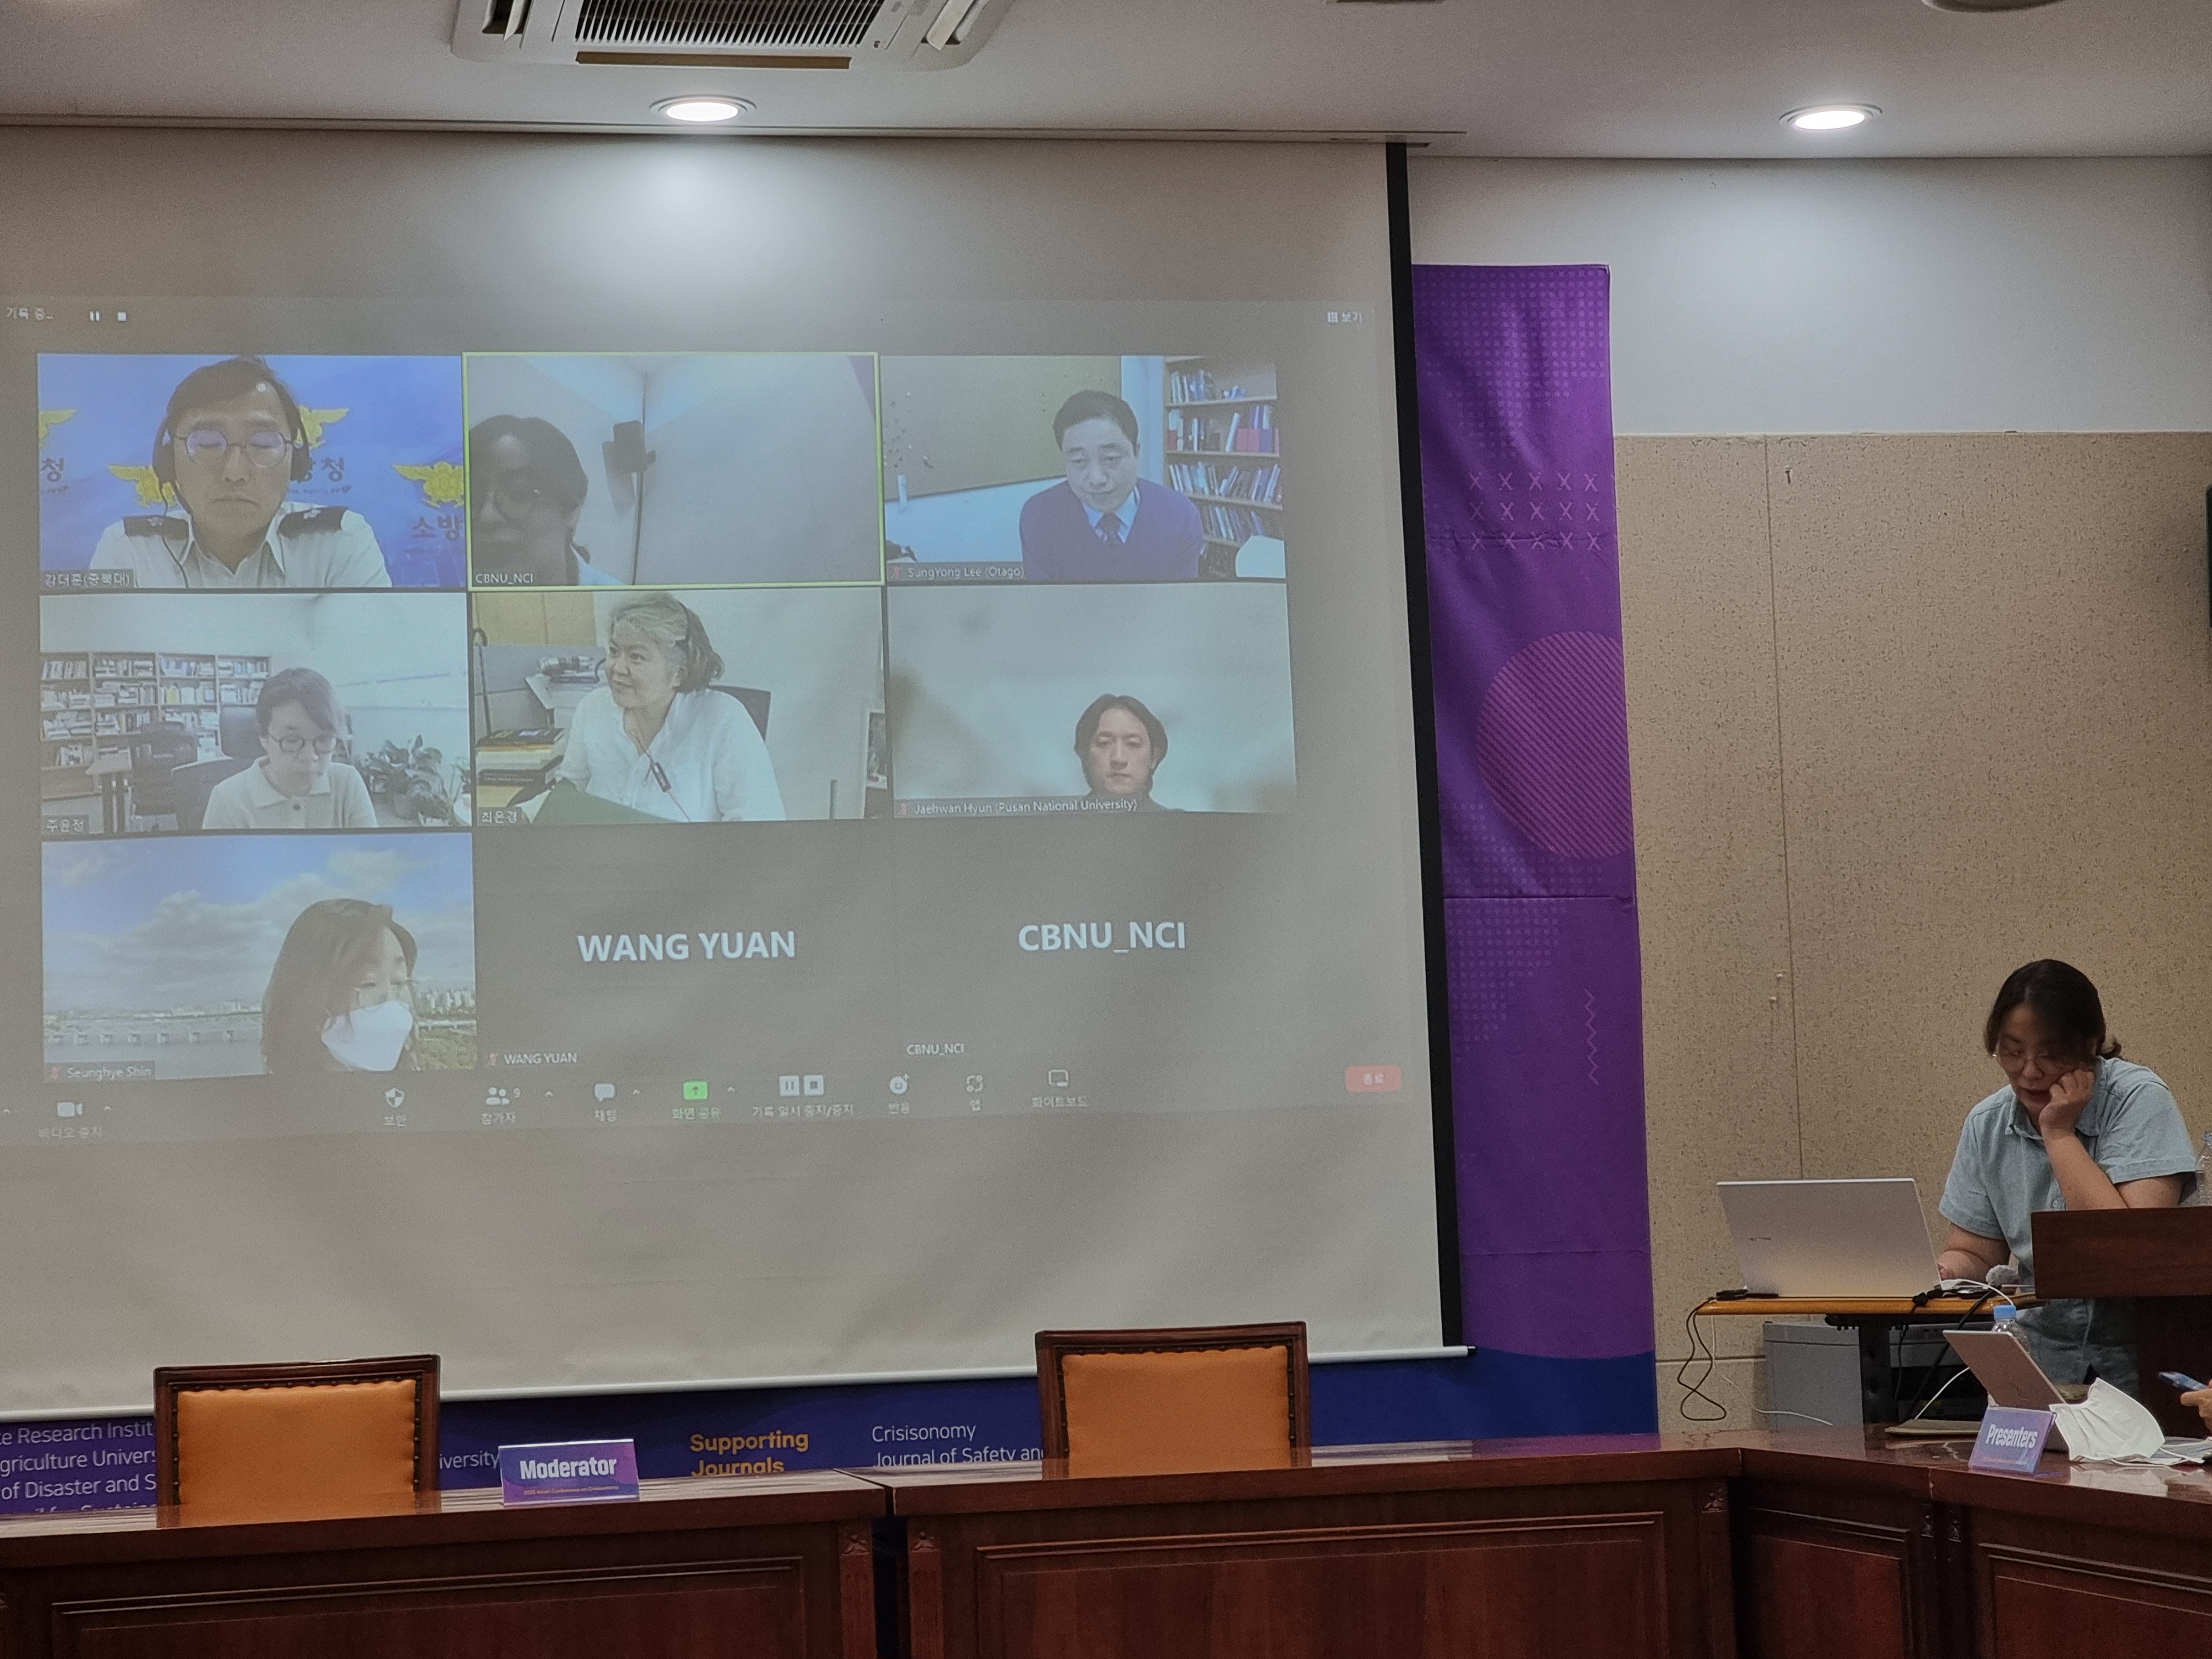 기록 중...
보기
청
방청
소방
강더훈(충북대)
CBNU_NCI
SungYong Lee (Otago)
주윤정
최은경
Jaehwan Hyun (Pusan National University)
WANG YUAN
CBNU_NCI
Seunghye Shin
WANG YUAN
CBNU_NCI
비디오 중지
보안
9
참가자
채팅
화면 공유
기록 일시 중지/중지
반응
앱
화이트보드
종료
Research Instit
griculture Univers
of Disaster and S
iversity
Supporting
Journals
Crisisonomy
Journal of Safety and
Moderator
Presenters